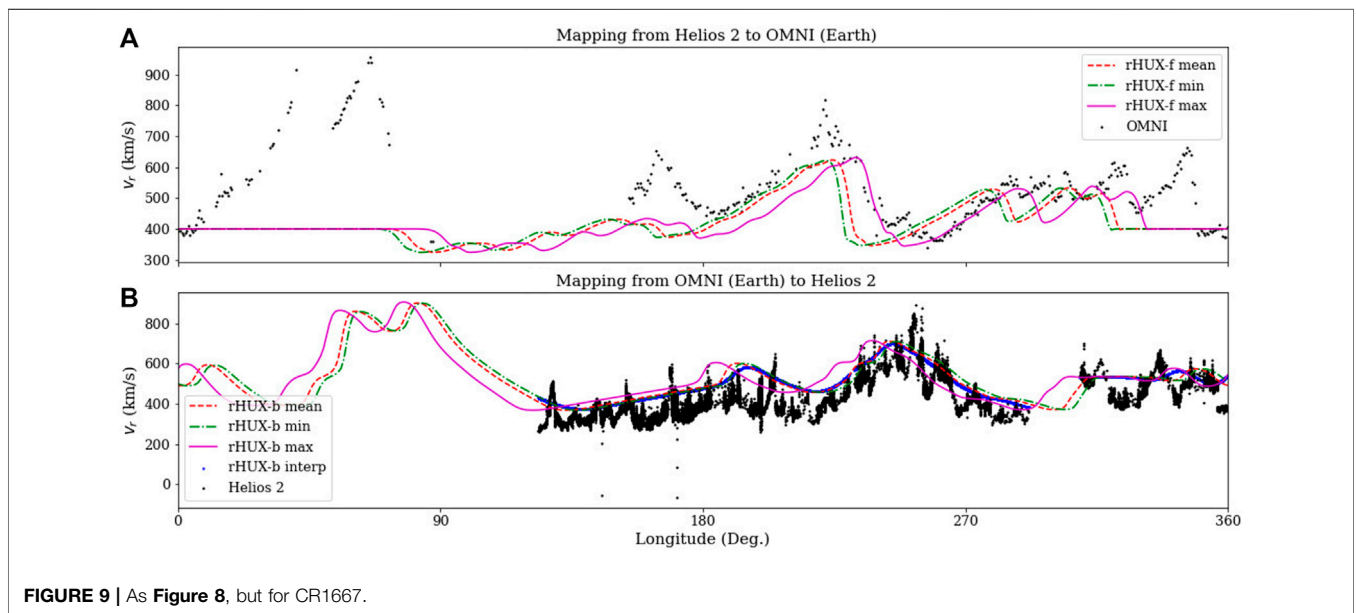 A
Mapping from Helios 2 to OMNI (Earth)
900
800
700
600
500
400
300
v_r (km/s)
rHUX-f mean
rHUX-f min
rHUX-f max
OMNI
B
Mapping from OMNI (Earth) to Helios 2
800
600
400
200
0
v_r (km/s)
rHUX-b mean
rHUX-b min
rHUX-b max
rHUX-b interp
Helios 2
0 90 180 270 360
Longitude (Deg.)
FIGURE 9 | As Figure 8, but for CR1667.